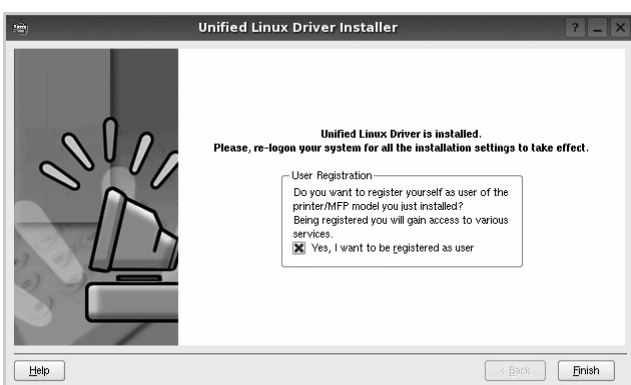 Unified Linux Driver Installer
Unified Linux Driver is installed.
Please, re-logon your system for all the installation settings to take effect.
User Registration
Do you want to register yourself as user of the
printer/MFP model you just installed?
Being registered you will gain access to various
services.
Yes, I want to be registered as user
Help
< Back
Finish